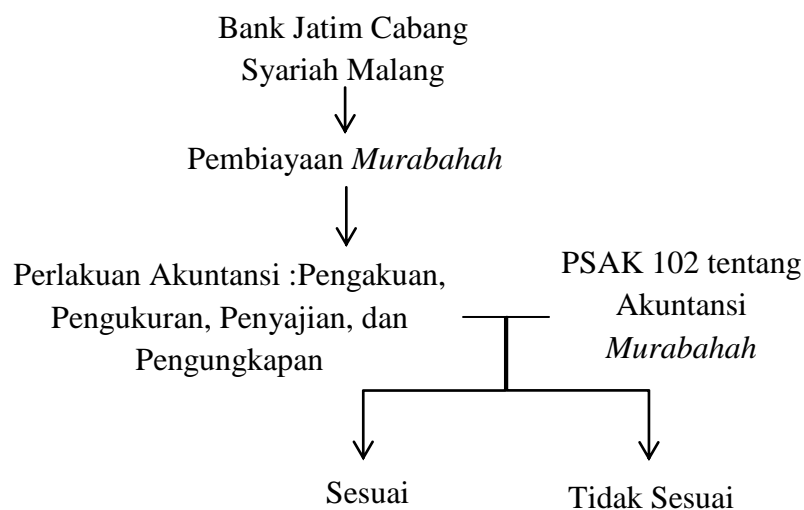 Bank Jatim Cabang
Syariah Malang
Pembiayaan Murabahah
Perlakuan Akuntansi :Pengakuan,
Pengukuran, Penyajian, dan
Pengungkapan
PSAK 102 tentang
Akuntansi
Murabahah
Sesuai
Tidak Sesuai